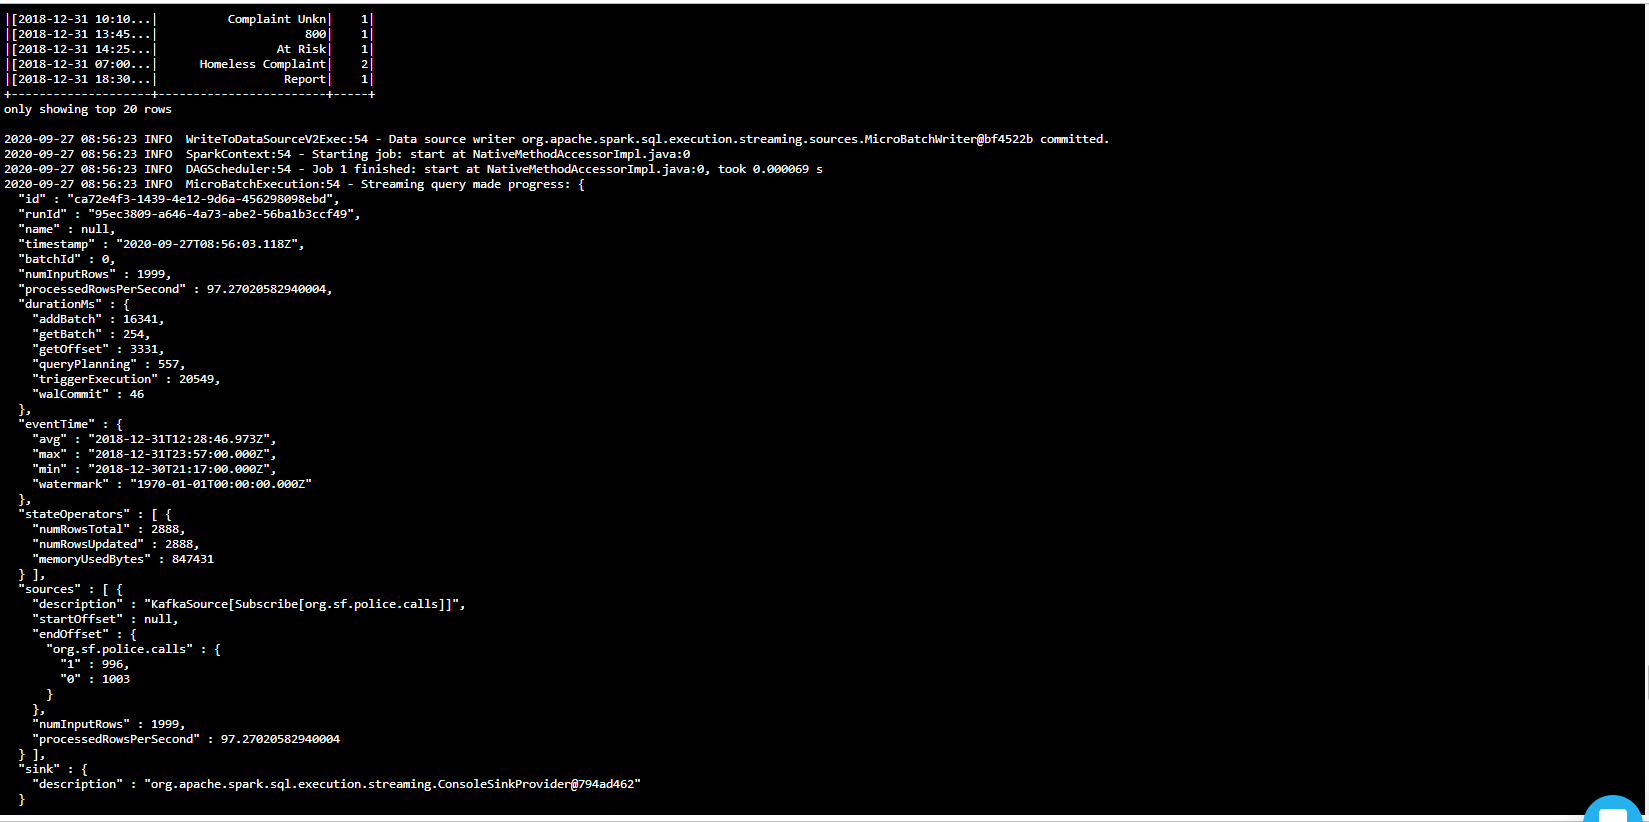 |[2018-12-31 10:10...|          Complaint Unkn|    1|
|[2018-12-31 13:45...|                     800|    1|
|[2018-12-31 14:25...|                 At Risk|    1|
|[2018-12-31 07:00...|      Homeless Complaint|    2|
|[2018-12-31 18:30...|                  Report|    1|
+--------------------+------------------------+-----+
only showing top 20 rows
2020-09-27 08:56:23 INFO  WriteToDataSourceV2Exec:54 - Data source writer org.apache.spark.sql.execution.streaming.sources.MicroBatchWriter@bf4522b committed.
2020-09-27 08:56:23 INFO  SparkContext:54 - Starting job: start at NativeMethodAccessorImpl.java:0
2020-09-27 08:56:23 INFO  DAGScheduler:54 - Job 1 finished: start at NativeMethodAccessorImpl.java:0, took 0.000069 s
2020-09-27 08:56:23 INFO  MicroBatchExecution:54 - Streaming query made progress: {
  "id" : "ca72e4f3-1439-4e12-9d6a-456298098ebd",
  "runId" : "95ec3809-a646-4a73-abe2-56ba1b3ccf49",
  "name" : null,
  "timestamp" : "2020-09-27T08:56:03.118Z",
  "batchId" : 0,
  "numInputRows" : 1999,
  "processedRowsPerSecond" : 97.27020582940004,
  "durationMs" : {
    "addBatch" : 16341,
    "getBatch" : 254,
    "getOffset" : 3331,
    "queryPlanning" : 557,
    "triggerExecution" : 20549,
    "walCommit" : 46
  },
  "eventTime" : {
    "avg" : "2018-12-31T12:28:46.973Z",
    "max" : "2018-12-31T23:57:00.000Z",
    "min" : "2018-12-30T21:17:00.000Z",
    "watermark" : "1970-01-01T00:00:00.000Z"
  },
  "stateOperators" : [ {
    "numRowsTotal" : 2888,
    "numRowsUpdated" : 2888,
    "memoryUsedBytes" : 847431
  } ],
  "sources" : [ {
    "description" : "KafkaSource[Subscribe[org.sf.police.calls]]",
    "startOffset" : null,
    "endOffset" : {
      "org.sf.police.calls" : {
        "1" : 996,
        "0" : 1003
      }
    },
    "numInputRows" : 1999,
    "processedRowsPerSecond" : 97.27020582940004
  } ],
  "sink" : {
    "description" : "org.apache.spark.sql.execution.streaming.ConsoleSinkProvider@794ad462"
  }